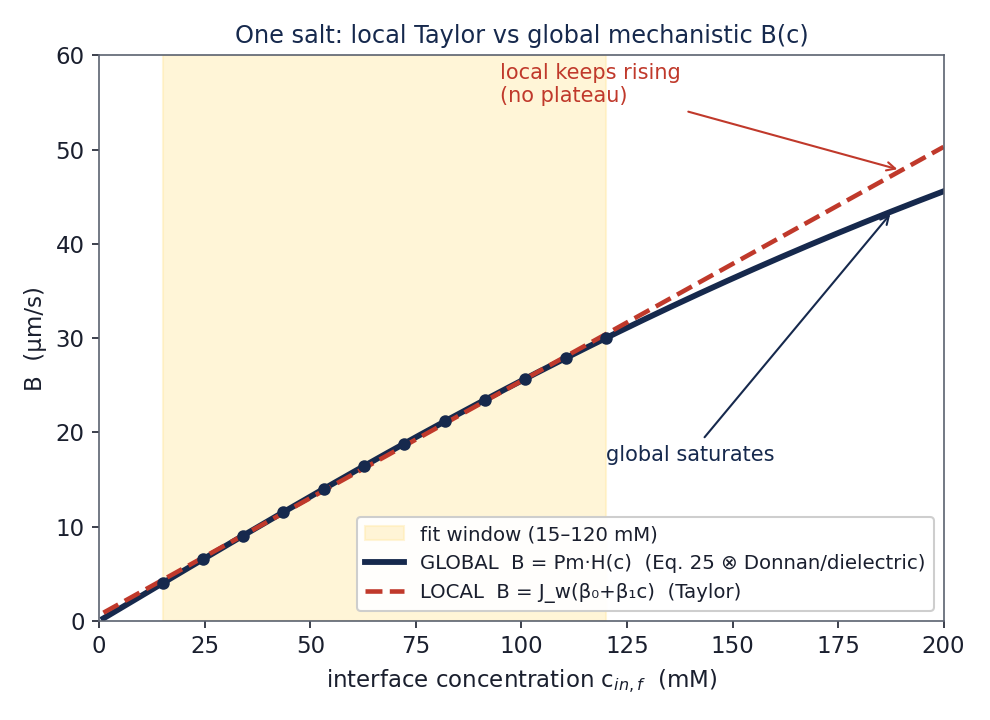 One salt: local Taylor vs global mechanistic B(c)
60
50
40
30
20
10
0
B (μm/s)
local keeps rising
(no plateau)
global saturates
fit window (15–120 mM)
GLOBAL B = Pm·H(c) (Eq. 25 ⊗ Donnan/dielectric)
LOCAL B = J_w(β₀+β₁c) (Taylor)
0 25 50 75 100 125 150 175 200
interface concentration c_{in,f} (mM)